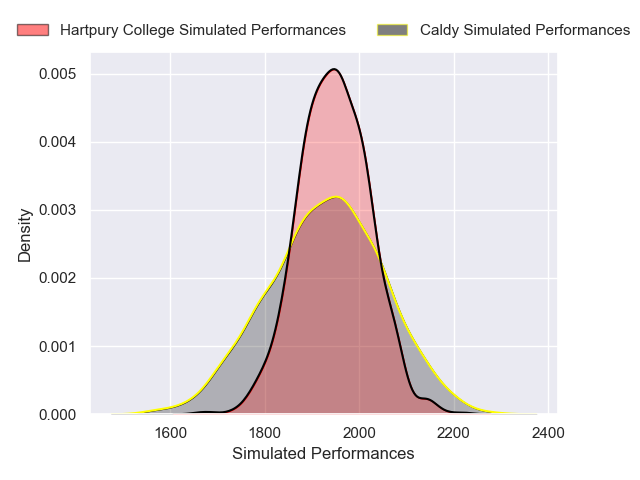 Hartpury College Simulated Performances
Caldy Simulated Performances
0.005
0.004
0.003
0.002
0.001
0.000
Density
1600 1800 2000 2200 2400
Simulated Performances